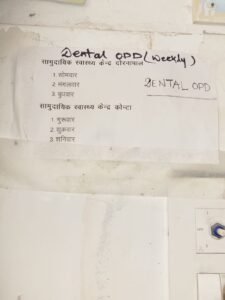 Dental OPD (Weekly)
सामुदायिक स्वास्थ्य केन्द्र दोरनापाल
1 सोमवार
2 मंगलवार
3 बुधवार
DENTAL OPD
सामुदायिक स्वास्थ्य केन्द्र कोन्टा
1 गुरूवार
2 शुक्रवार
3 शनिवार